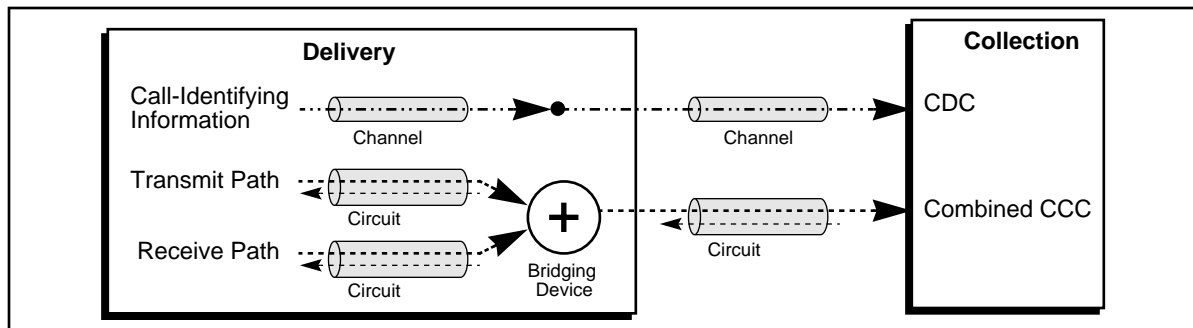 Delivery
Collection
Call-Identifying
Information
Channel
Channel
CDC
Transmit Path
Circuit
+
Combined CCC
Circuit
Receive Path
Circuit
Bridging
Device